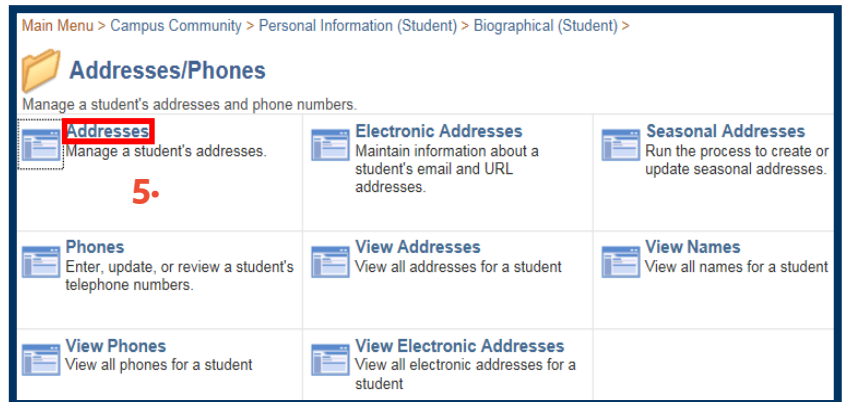 Main Menu > Campus Community > Personal Information (Student) > Biographical (Student) >
Addresses/Phones
Manage a student's addresses and phone numbers.
Addresses
Manage a student's addresses.
5.
Electronic Addresses
Maintain information about a
student's email and URL
addresses.
Seasonal Addresses
Run the process to create or
update seasonal addresses.
Phones
Enter, update, or review a student's
telephone numbers.
View Addresses
View all addresses for a student
View Names
View all names for a student
View Phones
View all phones for a student
View Electronic Addresses
View all electronic addresses for a
student